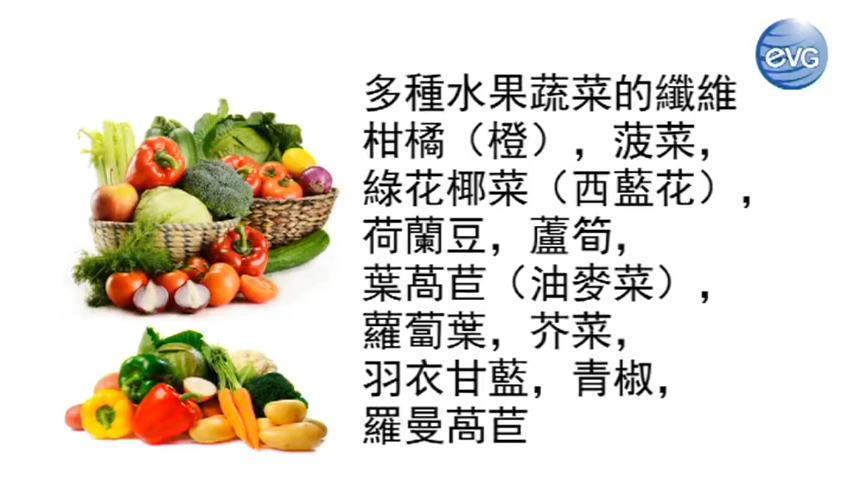 eVG
多種水果蔬菜的纖維
柑橘（橙），菠菜，
綠花椰菜（西藍花），
荷蘭豆，蘆筍，
葉萵苣（油麥菜），
蘿蔔葉，芥菜，
羽衣甘藍，青椒，
羅曼萵苣